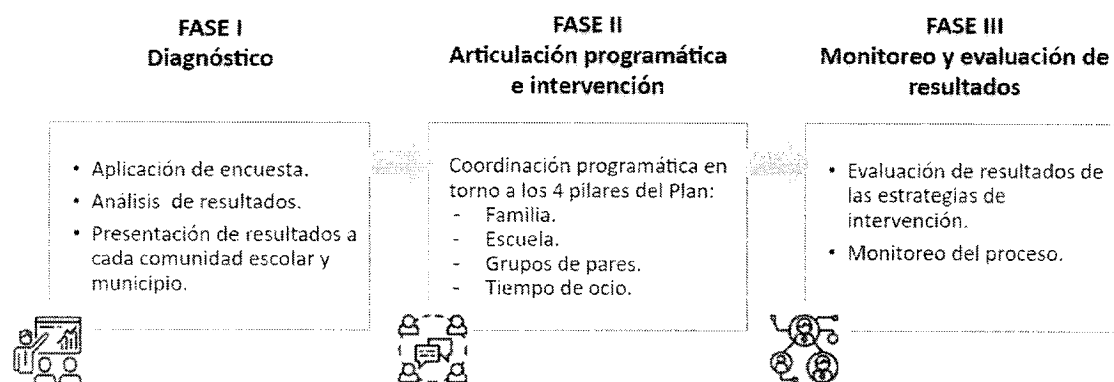 FASE I
Diagnóstico
• Aplicación de encuesta.
• Análisis de resultados.
• Presentación de resultados a
cada comunidad escolar y
municipio.
FASE II
Articulación programática
e intervención
Coordinación programática en
torno a los 4 pilares del Plan:
- Familia.
- Escuela.
- Grupos de pares.
- Tiempo de ocio.
FASE III
Monitoreo y evaluación de
resultados
• Evaluación de resultados de
las estrategias de
intervención.
• Monitoreo del proceso.